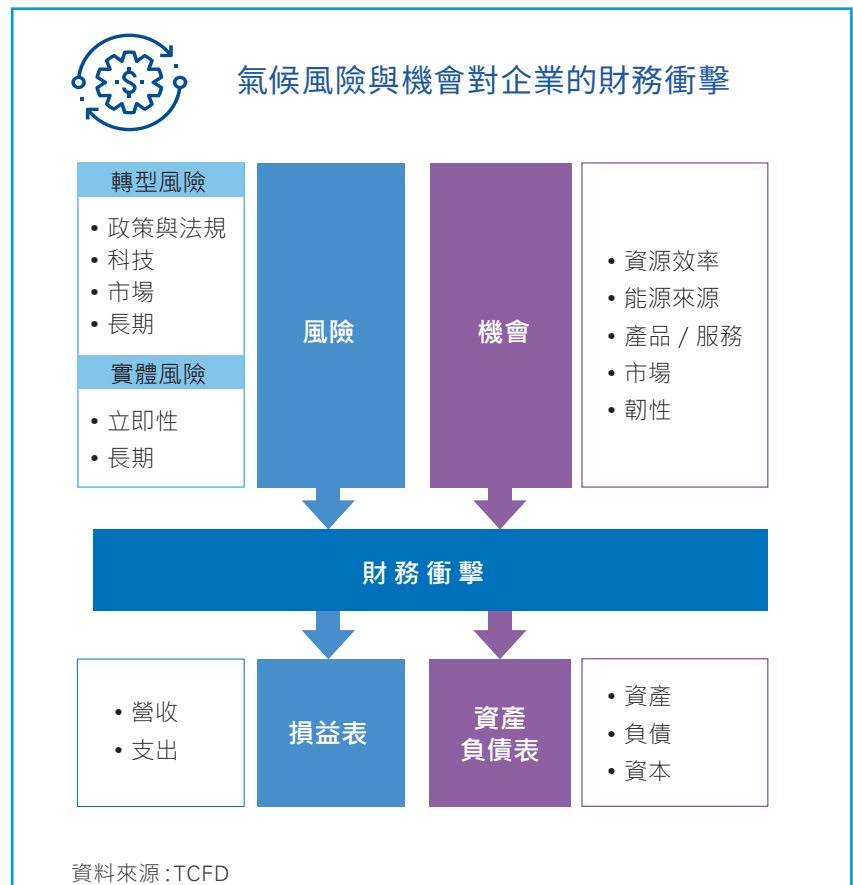 氣候風險與機會對企業的財務衝擊
$
轉型風險
• 政策與法規
• 科技
• 市場
• 長期
實體風險
• 立即性
• 長期
風險
機會
• 資源效率
• 能源來源
• 產品 / 服務
• 市場
• 韌性
財務衝擊
• 營收
• 支出
損益表
資產
負債表
• 資產
• 負債
• 資本
資料來源 : TCFD